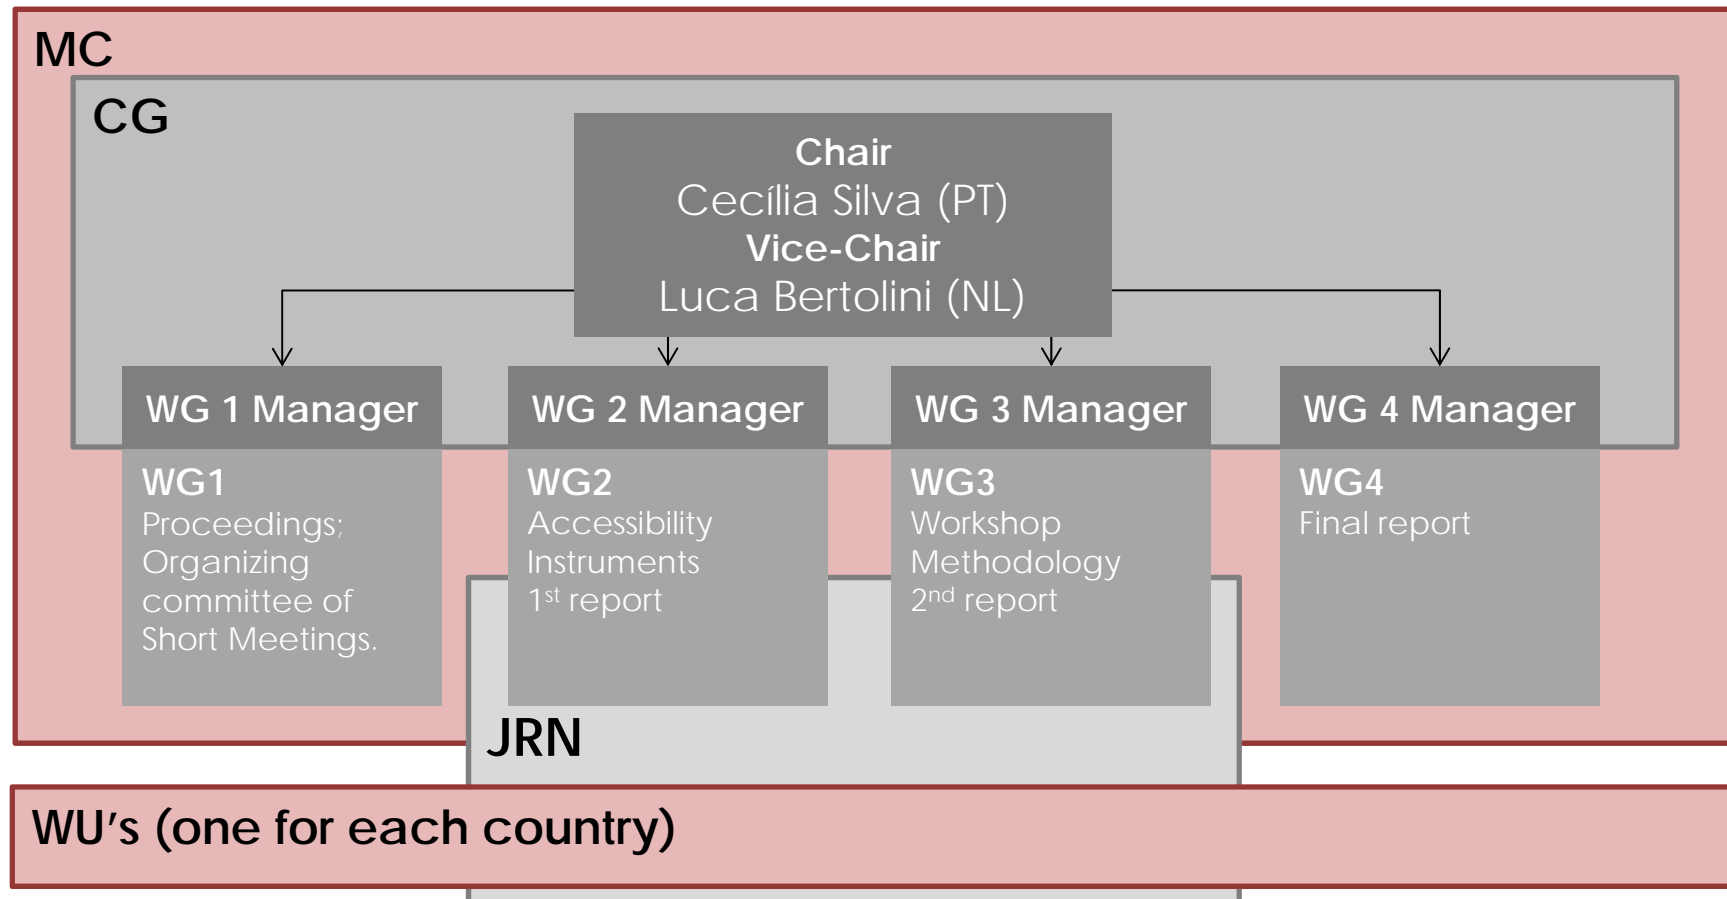 MC
CG
Chair
Cecília Silva (PT)
Vice-Chair
Luca Bertolini (NL)
WG 1 Manager
WG 2 Manager
WG 3 Manager
WG 4 Manager
WG1
Proceedings;
Organizing
committee of
Short Meetings.
WG2
Accessibility
Instruments
1st report
WG3
Workshop
Methodology
2nd report
WG4
Final report
JRN
WU's (one for each country)